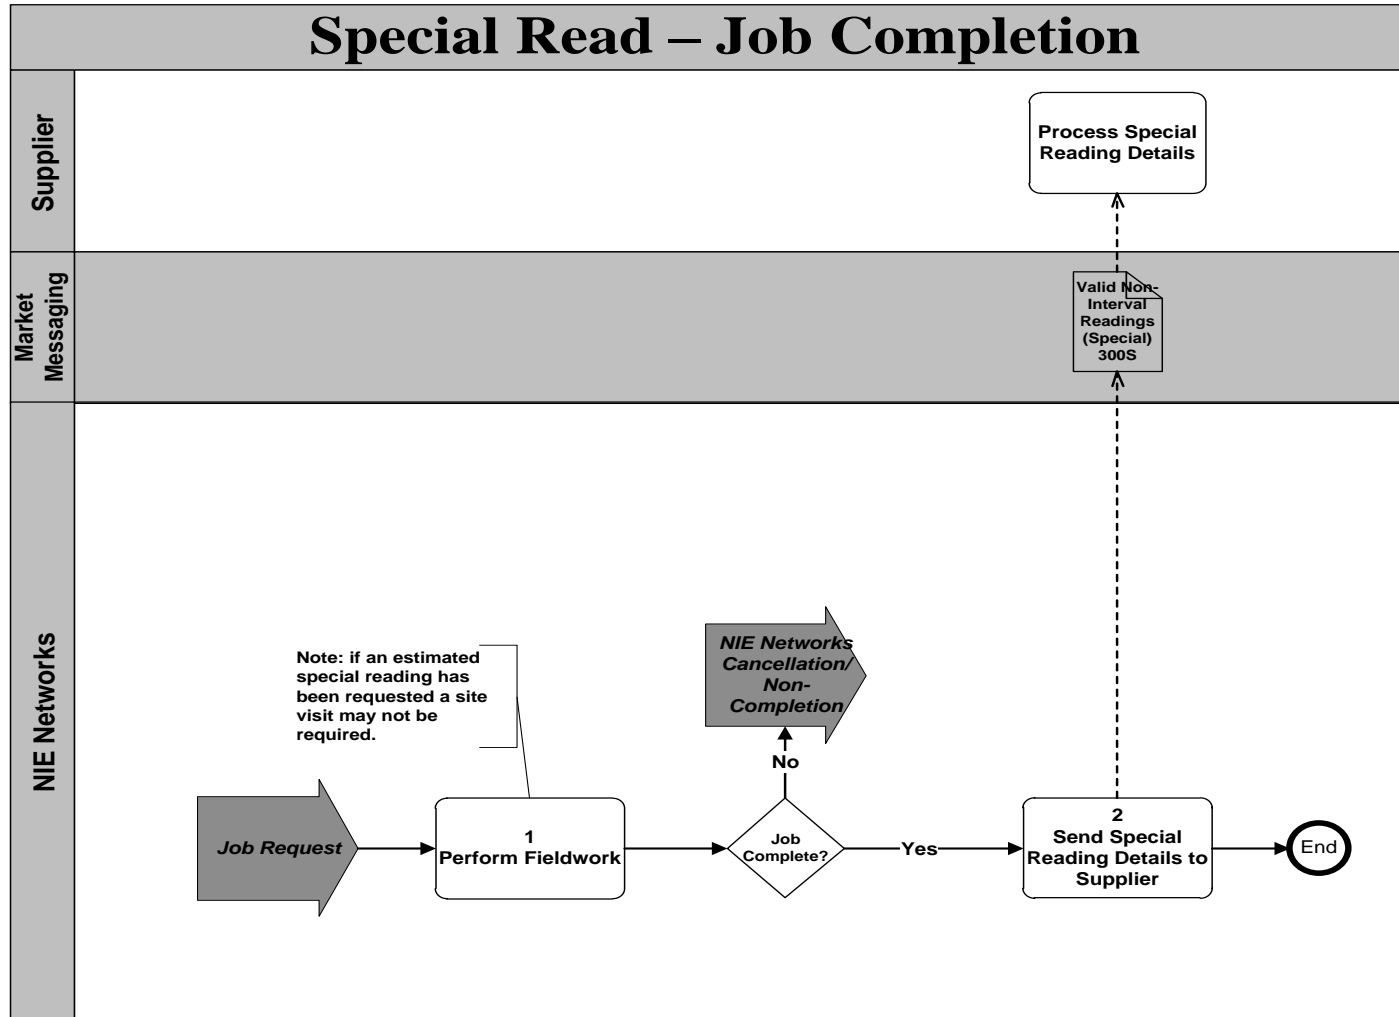 Special Read – Job Completion
Supplier
Process Special
Reading Details
Market
Messaging
Valid Non-
Interval
Readings
(Special)
300S
NIE Networks
Note: if an estimated
special reading has
been requested a site
visit may not be
required.
NIE Networks
Cancellation/
Non-
Completion
No
Job Request
1
Perform Fieldwork
Job
Complete?
Yes
2
Send Special
Reading Details to
Supplier
End